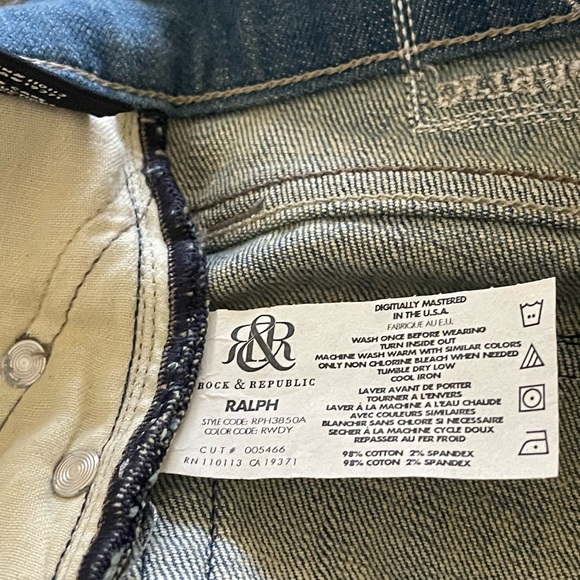 R&R
ROCK & REPUBLIC
RALPH
STYLE CODE: RPH3850A
COLOR CODE: RWDY
CUT# 005466
RN 110113 CA 19371
DIGITIALLY MASTERED
IN THE U.S.A.
FABRIQUE AU E.U.
WASH ONCE BEFORE WEARING
TURN INSIDE OUT
MACHINE WASH WARM WITH SIMILAR COLORS
ONLY NON CHLORINE BLEACH WHEN NEEDED
TUMBLE DRY LOW
COOL IRON
LAVER AVANT DE PORTER
TOURNER A L'ENVERS
LAVER À LA MACHINE A L'EAU CHAUDE
AVEC COULEURS SIMILAIRES
BLANCHIR SANS CHLORE SI NECESSAIRE
SECHER À LA MACHINE CYCLE DOUX
REPASSER AU FER FROID
98% COTTON 2% SPANDEX
98% COTON 2% SPANDEX